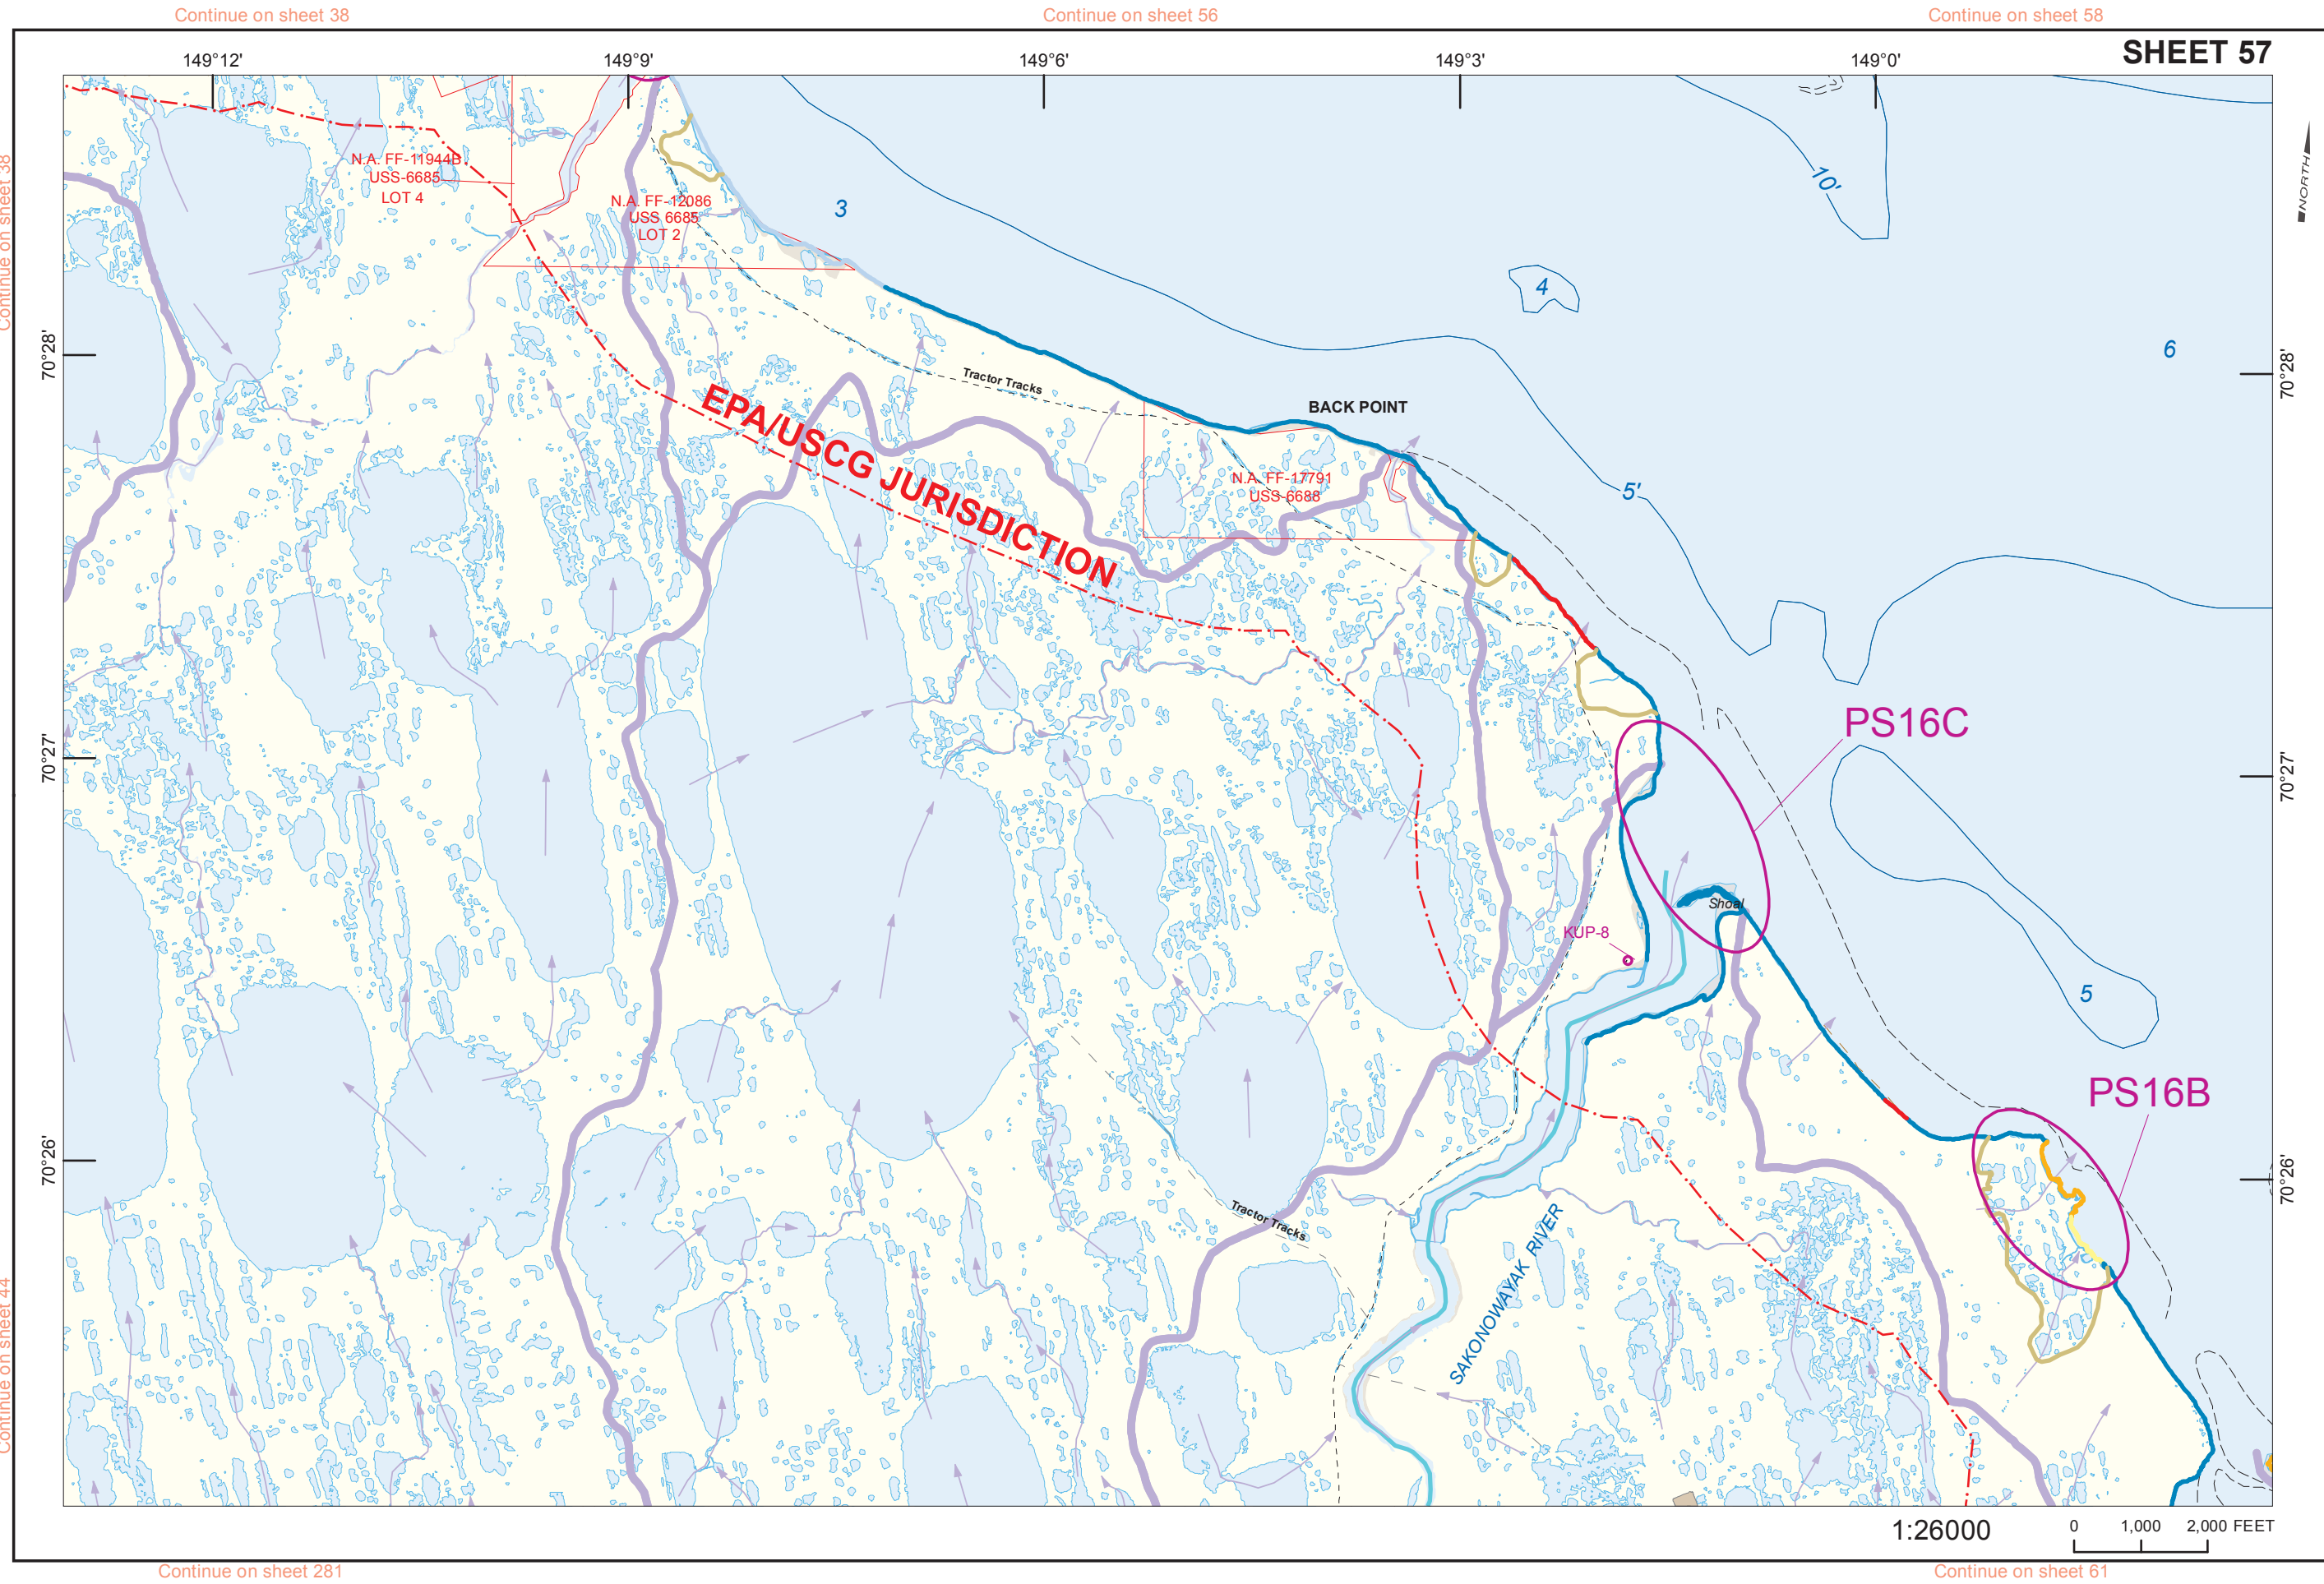 Continue on sheet 38
Continue on sheet 56
Continue on sheet 58
SHEET 57
149°12'
149°9'
149°6'
149°3'
149°0'
Continue on sheet 38
NORTH
N.A. FF-11944B
USS-6685
LOT 4
N.A. FF-12086
USS 6685
LOT 2
3
10'
4
6
70°28'
70°28'
Tractor Tracks
BACK POINT
EPA/USCG JURISDICTION
N.A. FF-17791
USS-6688
5'
PS16C
70°27'
70°27'
Shoal
KUP-8
5
PS16B
70°26'
70°26'
Tractor Tracks
SAKONOWAYAK RIVER
Continue on sheet 44
1:26000
0 1,000 2,000 FEET
Continue on sheet 281
Continue on sheet 61